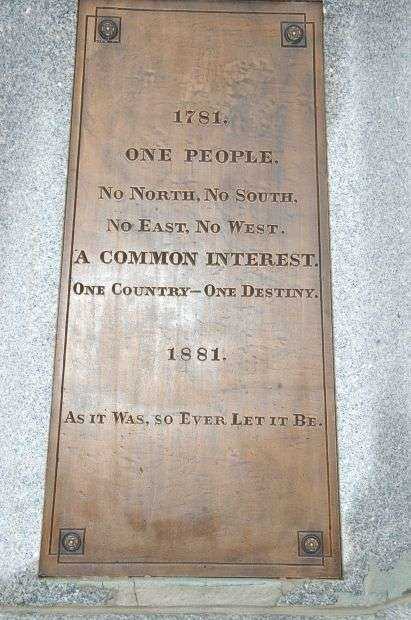 1781.
ONE PEOPLE.
NO NORTH, NO SOUTH,
NO EAST, NO WEST.
A COMMON INTEREST.
ONE COUNTRY—ONE DESTINY.
1881.
AS IT WAS, SO EVER LET IT BE.